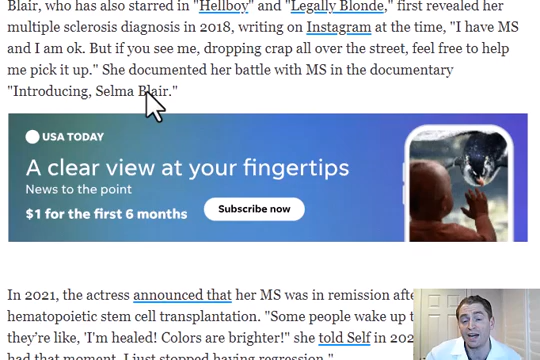 Blair, who has also starred in "Hellboy" and "Legally Blonde," first revealed her
multiple sclerosis diagnosis in 2018, writing on Instagram at the time, "I have MS
and I am ok. But if you see me, dropping crap all over the street, feel free to help
me pick it up." She documented her battle with MS in the documentary
"Introducing, Selma Blair."
USA TODAY
A clear view at your fingertips
News to the point
$1 for the first 6 months
Subscribe now
In 2021, the actress announced that her MS was in remission
hematopoietic stem cell transplantation. "Some people wake up
they're like, 'I'm healed! Colors are brighter!" she told Self in
had that moment. I just stopped having regression."